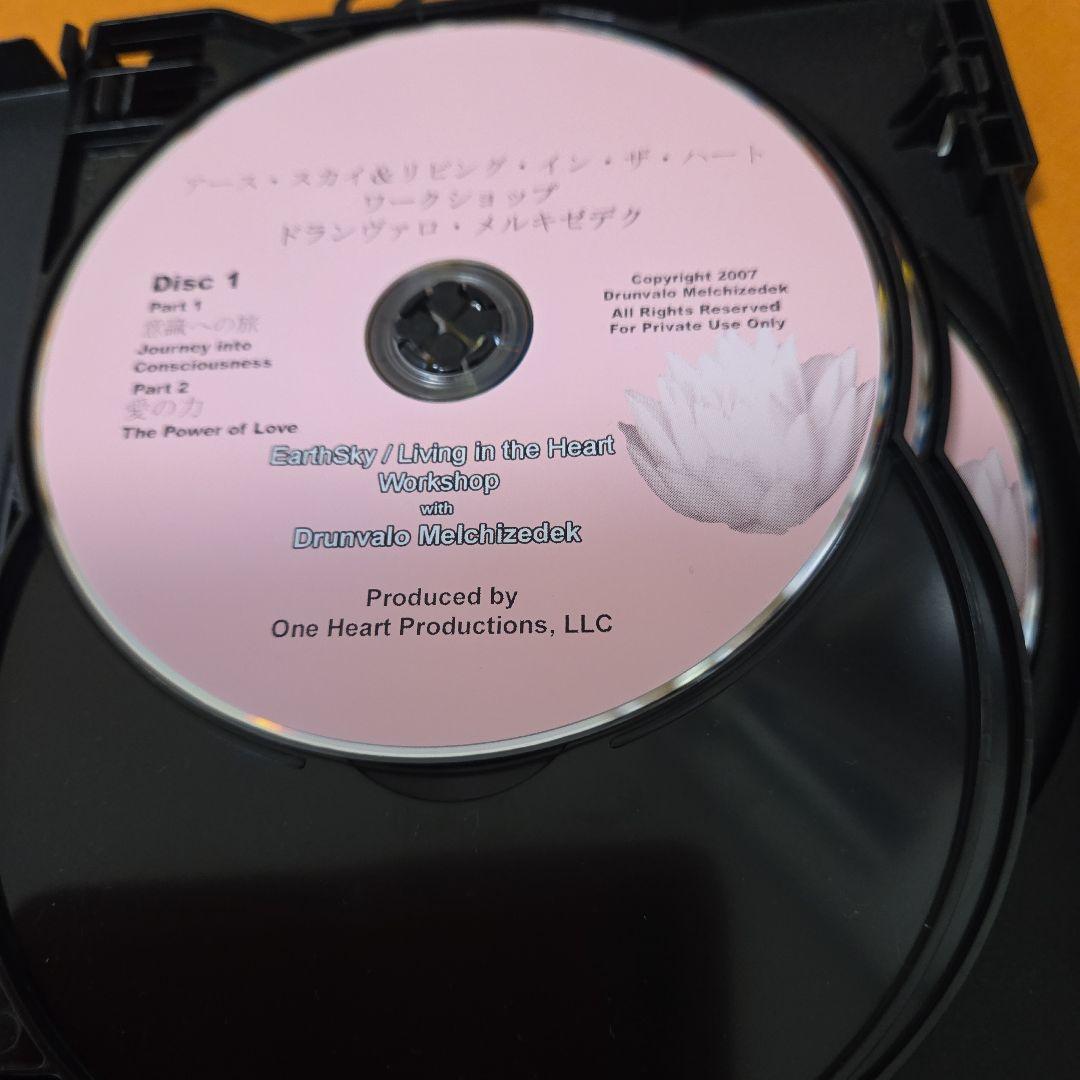 アース・スカイ&リビング・イン・ザ・ハート
ワークショップ
ドランヴァロ・メルキゼデク
Disc 1
Part 1
意識への旅
Journey into
Consciousness
Part 2
愛の力
The Power of Love
Copyright 2007
Drunvalo Melchizedek
All Rights Reserved
For Private Use Only
EarthSky / Living in the Heart
Workshop
with
Drunvalo Melchizedek
Produced by
One Heart Productions, LLC